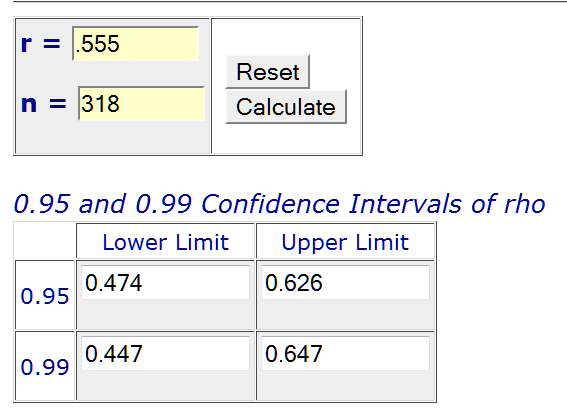 r = .555
n = 318
Reset
Calculate
0.95 and 0.99 Confidence Intervals of rho
Lower Limit Upper Limit
0.95 0.474 0.626
0.99 0.447 0.647